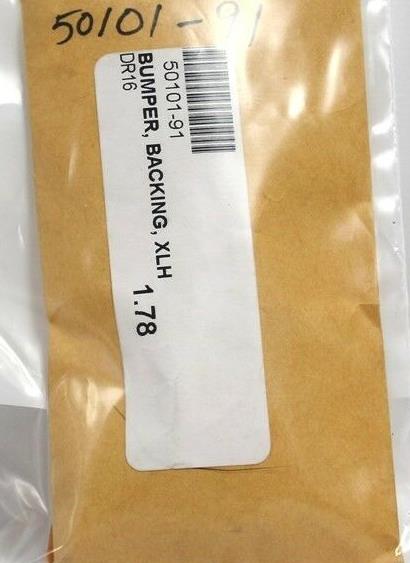 50101-91
50101-91
BUMPER, BACKING, XLH
DR16
1.78